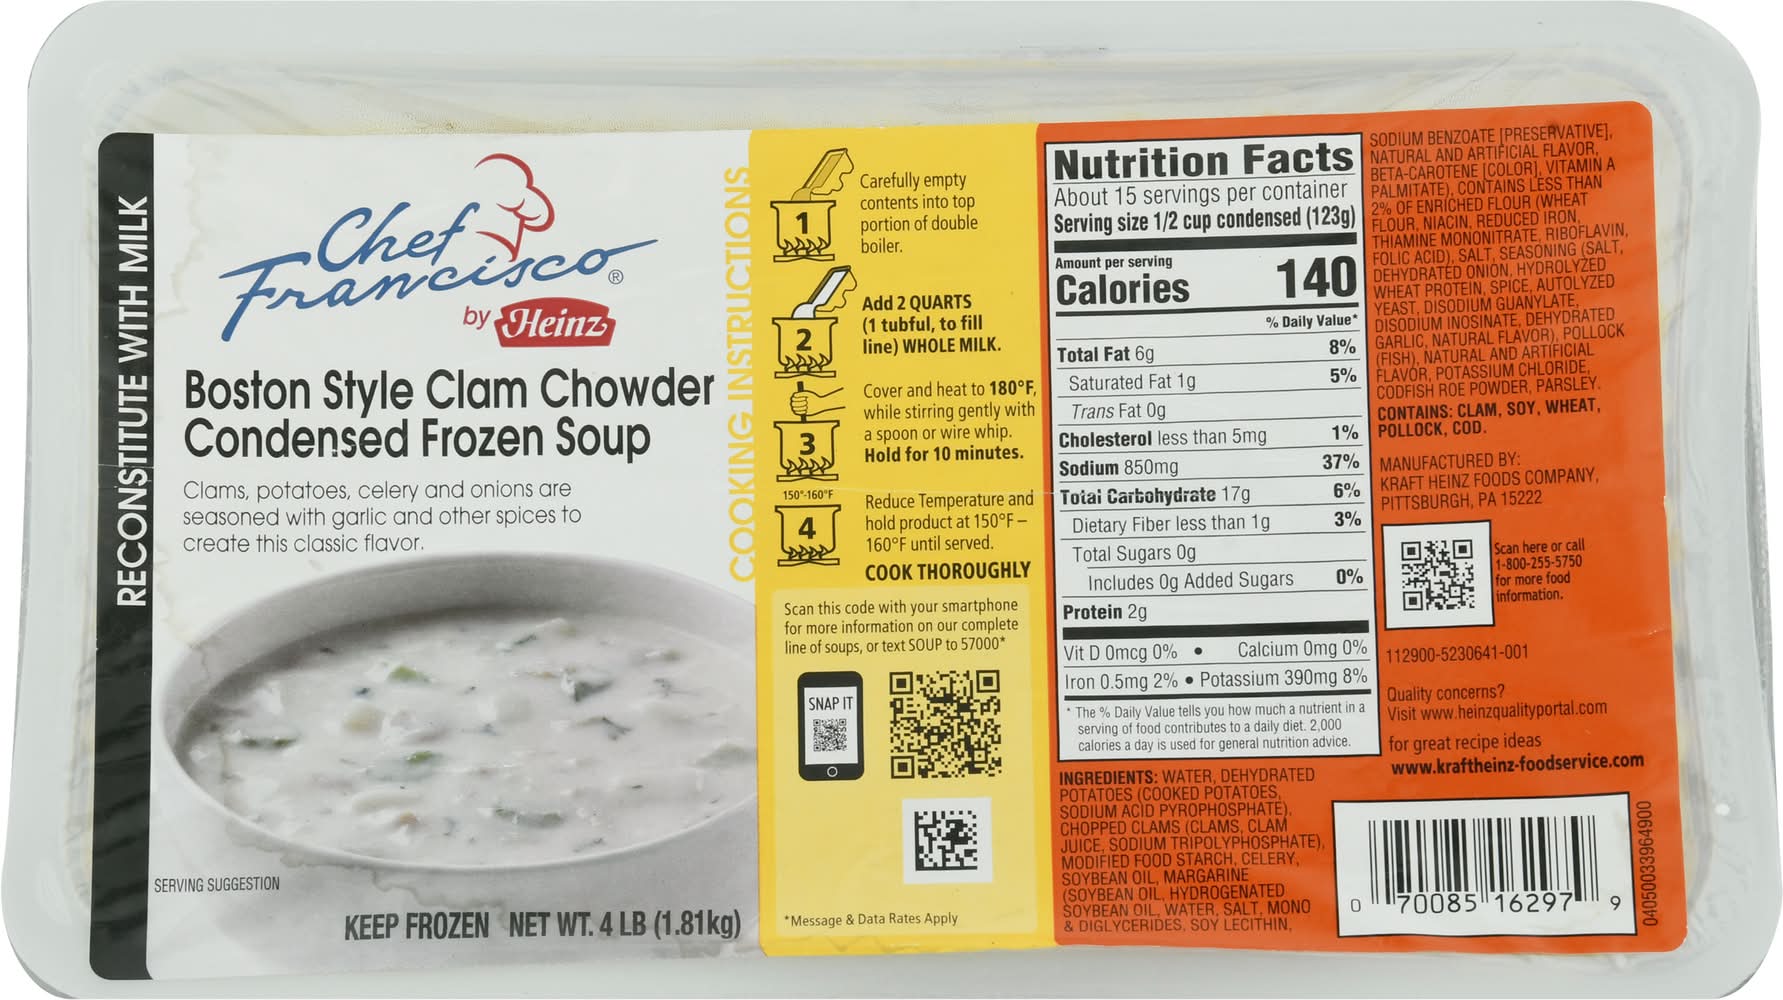 RECONSTITUTE WITH MILK
Chef
Francisco®
by Heinz
Boston Style Clam Chowder
Condensed Frozen Soup
Clams, potatoes, celery and onions are
seasoned with garlic and other spices to
create this classic flavor.
SERVING SUGGESTION
KEEP FROZEN NET WT. 4 LB (1.81kg)
COOKING INSTRUCTIONS
1
Carefully empty
contents into top
portion of double
boiler.
2
Add 2 QUARTS
(1 tubful, to fill
line) WHOLE MILK.
3
Cover and heat to 180°F,
while stirring gently with
a spoon or wire whip.
Hold for 10 minutes.
150°-160°F
4
Reduce Temperature and
hold product at 150°F –
160°F until served.
COOK THOROUGHLY
Scan this code with your smartphone
for more information on our complete
line of soups, or text SOUP to 57000*
SNAP IT
*Message & Data Rates Apply
Nutrition Facts
About 15 servings per container
Serving size 1/2 cup condensed (123g)
Amount per serving
Calories 140
% Daily Value*
Total Fat 6g 8%
Saturated Fat 1g 5%
Trans Fat 0g
Cholesterol less than 5mg 1%
Sodium 850mg 37%
Total Carbohydrate 17g 6%
Dietary Fiber less than 1g 3%
Total Sugars 0g
Includes 0g Added Sugars 0%
Protein 2g
Vit D 0mcg 0% • Calcium 0mg 0%
Iron 0.5mg 2% • Potassium 390mg 8%
* The % Daily Value tells you how much a nutrient in a
serving of food contributes to a daily diet. 2,000
calories a day is used for general nutrition advice.
INGREDIENTS: WATER, DEHYDRATED
POTATOES (COOKED POTATOES,
SODIUM ACID PYROPHOSPHATE),
CHOPPED CLAMS (CLAMS, CLAM
JUICE, SODIUM TRIPOLYPHOSPHATE),
MODIFIED FOOD STARCH, CELERY,
SOYBEAN OIL, MARGARINE
(SOYBEAN OIL, HYDROGENATED
SOYBEAN OIL, WATER, SALT, MONO
& DIGLYCERIDES, SOY LECITHIN,
SODIUM BENZOATE [PRESERVATIVE],
NATURAL AND ARTIFICIAL FLAVOR,
BETA-CAROTENE [COLOR], VITAMIN A
PALMITATE), CONTAINS LESS THAN
2% OF ENRICHED FLOUR (WHEAT
FLOUR, NIACIN, REDUCED IRON,
THIAMINE MONONITRATE, RIBOFLAVIN,
FOLIC ACID), SALT, SEASONING (SALT,
DEHYDRATED ONION, HYDROLYZED
WHEAT PROTEIN, SPICE, AUTOLYZED
YEAST, DISODIUM GUANYLATE,
DISODIUM INOSINATE, DEHYDRATED
GARLIC, NATURAL FLAVOR), POLLOCK
(FISH), NATURAL AND ARTIFICIAL
FLAVOR, POTASSIUM CHLORIDE,
CODFISH ROE POWDER, PARSLEY.
CONTAINS: CLAM, SOY, WHEAT,
POLLOCK, COD.
MANUFACTURED BY:
KRAFT HEINZ FOODS COMPANY,
PITTSBURGH, PA 15222
Scan here or call
1-800-255-5750
for more food
information.
112900-5230641-001
Quality concerns?
Visit www.heinzqualityportal.com
for great recipe ideas
www.kraftheinz-foodservice.com
0 70085 16297 9
0405003396490​0